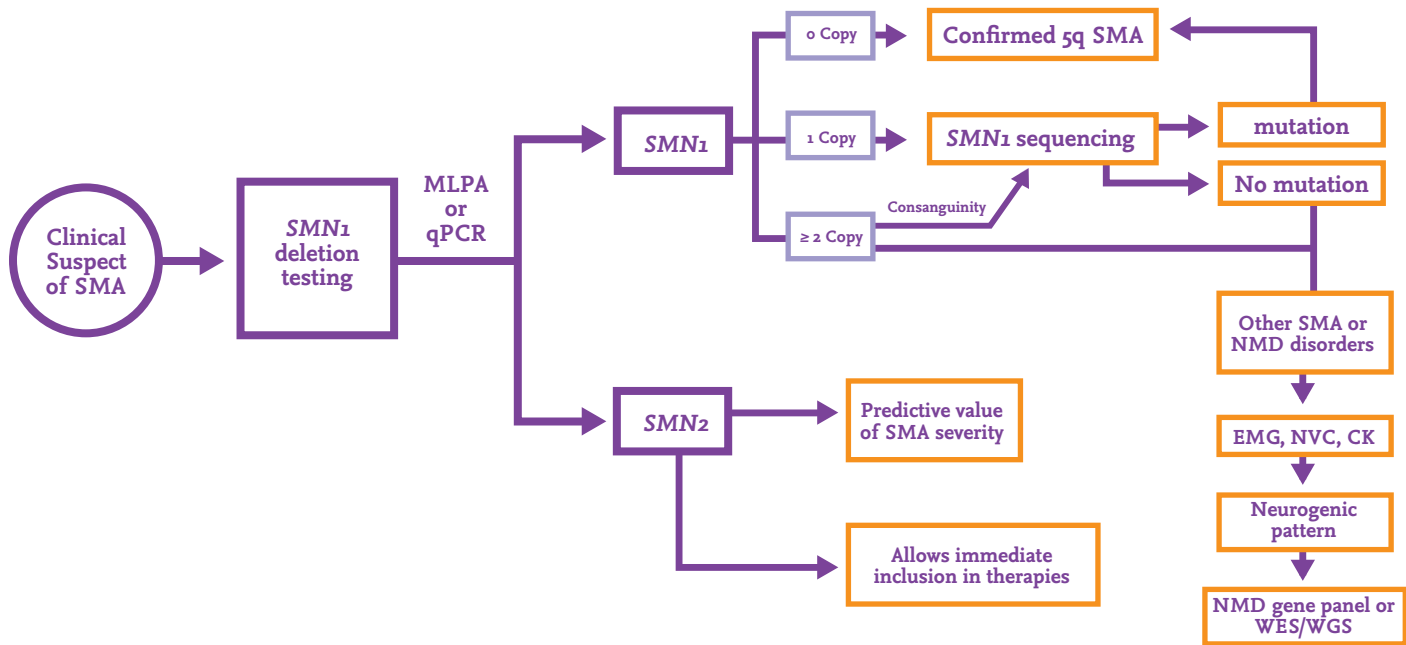 Clinical
Suspect
of SMA
SMN1
deletion
testing
MLPA
or
qPCR
SMN1
0 Copy
Confirmed 5q SMA
1 Copy
SMN1 sequencing
mutation
No mutation
Consanguinity
≥ 2 Copy
Other SMA or
NMD disorders
EMG, NVC, CK
Neurogenic
pattern
NMD gene panel or
WES/WGS
SMN2
Predictive value
of SMA severity
Allows immediate
inclusion in therapies